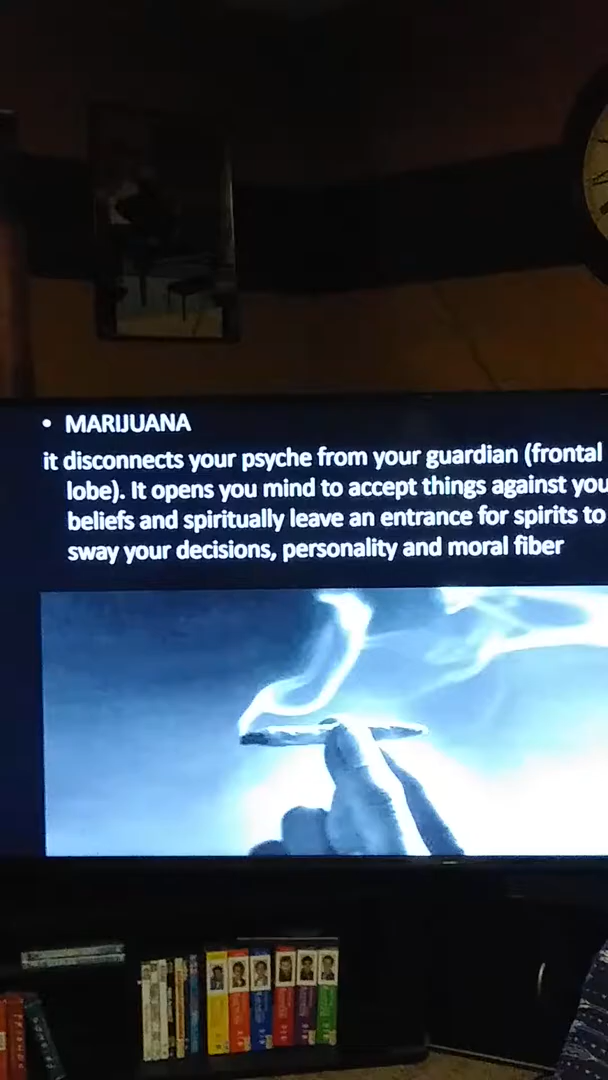 • MARIJUANA
it disconnects your psyche from your guardian (frontal
lobe). It opens you mind to accept things against you
beliefs and spiritually leave an entrance for spirits to
sway your decisions, personality and moral fiber